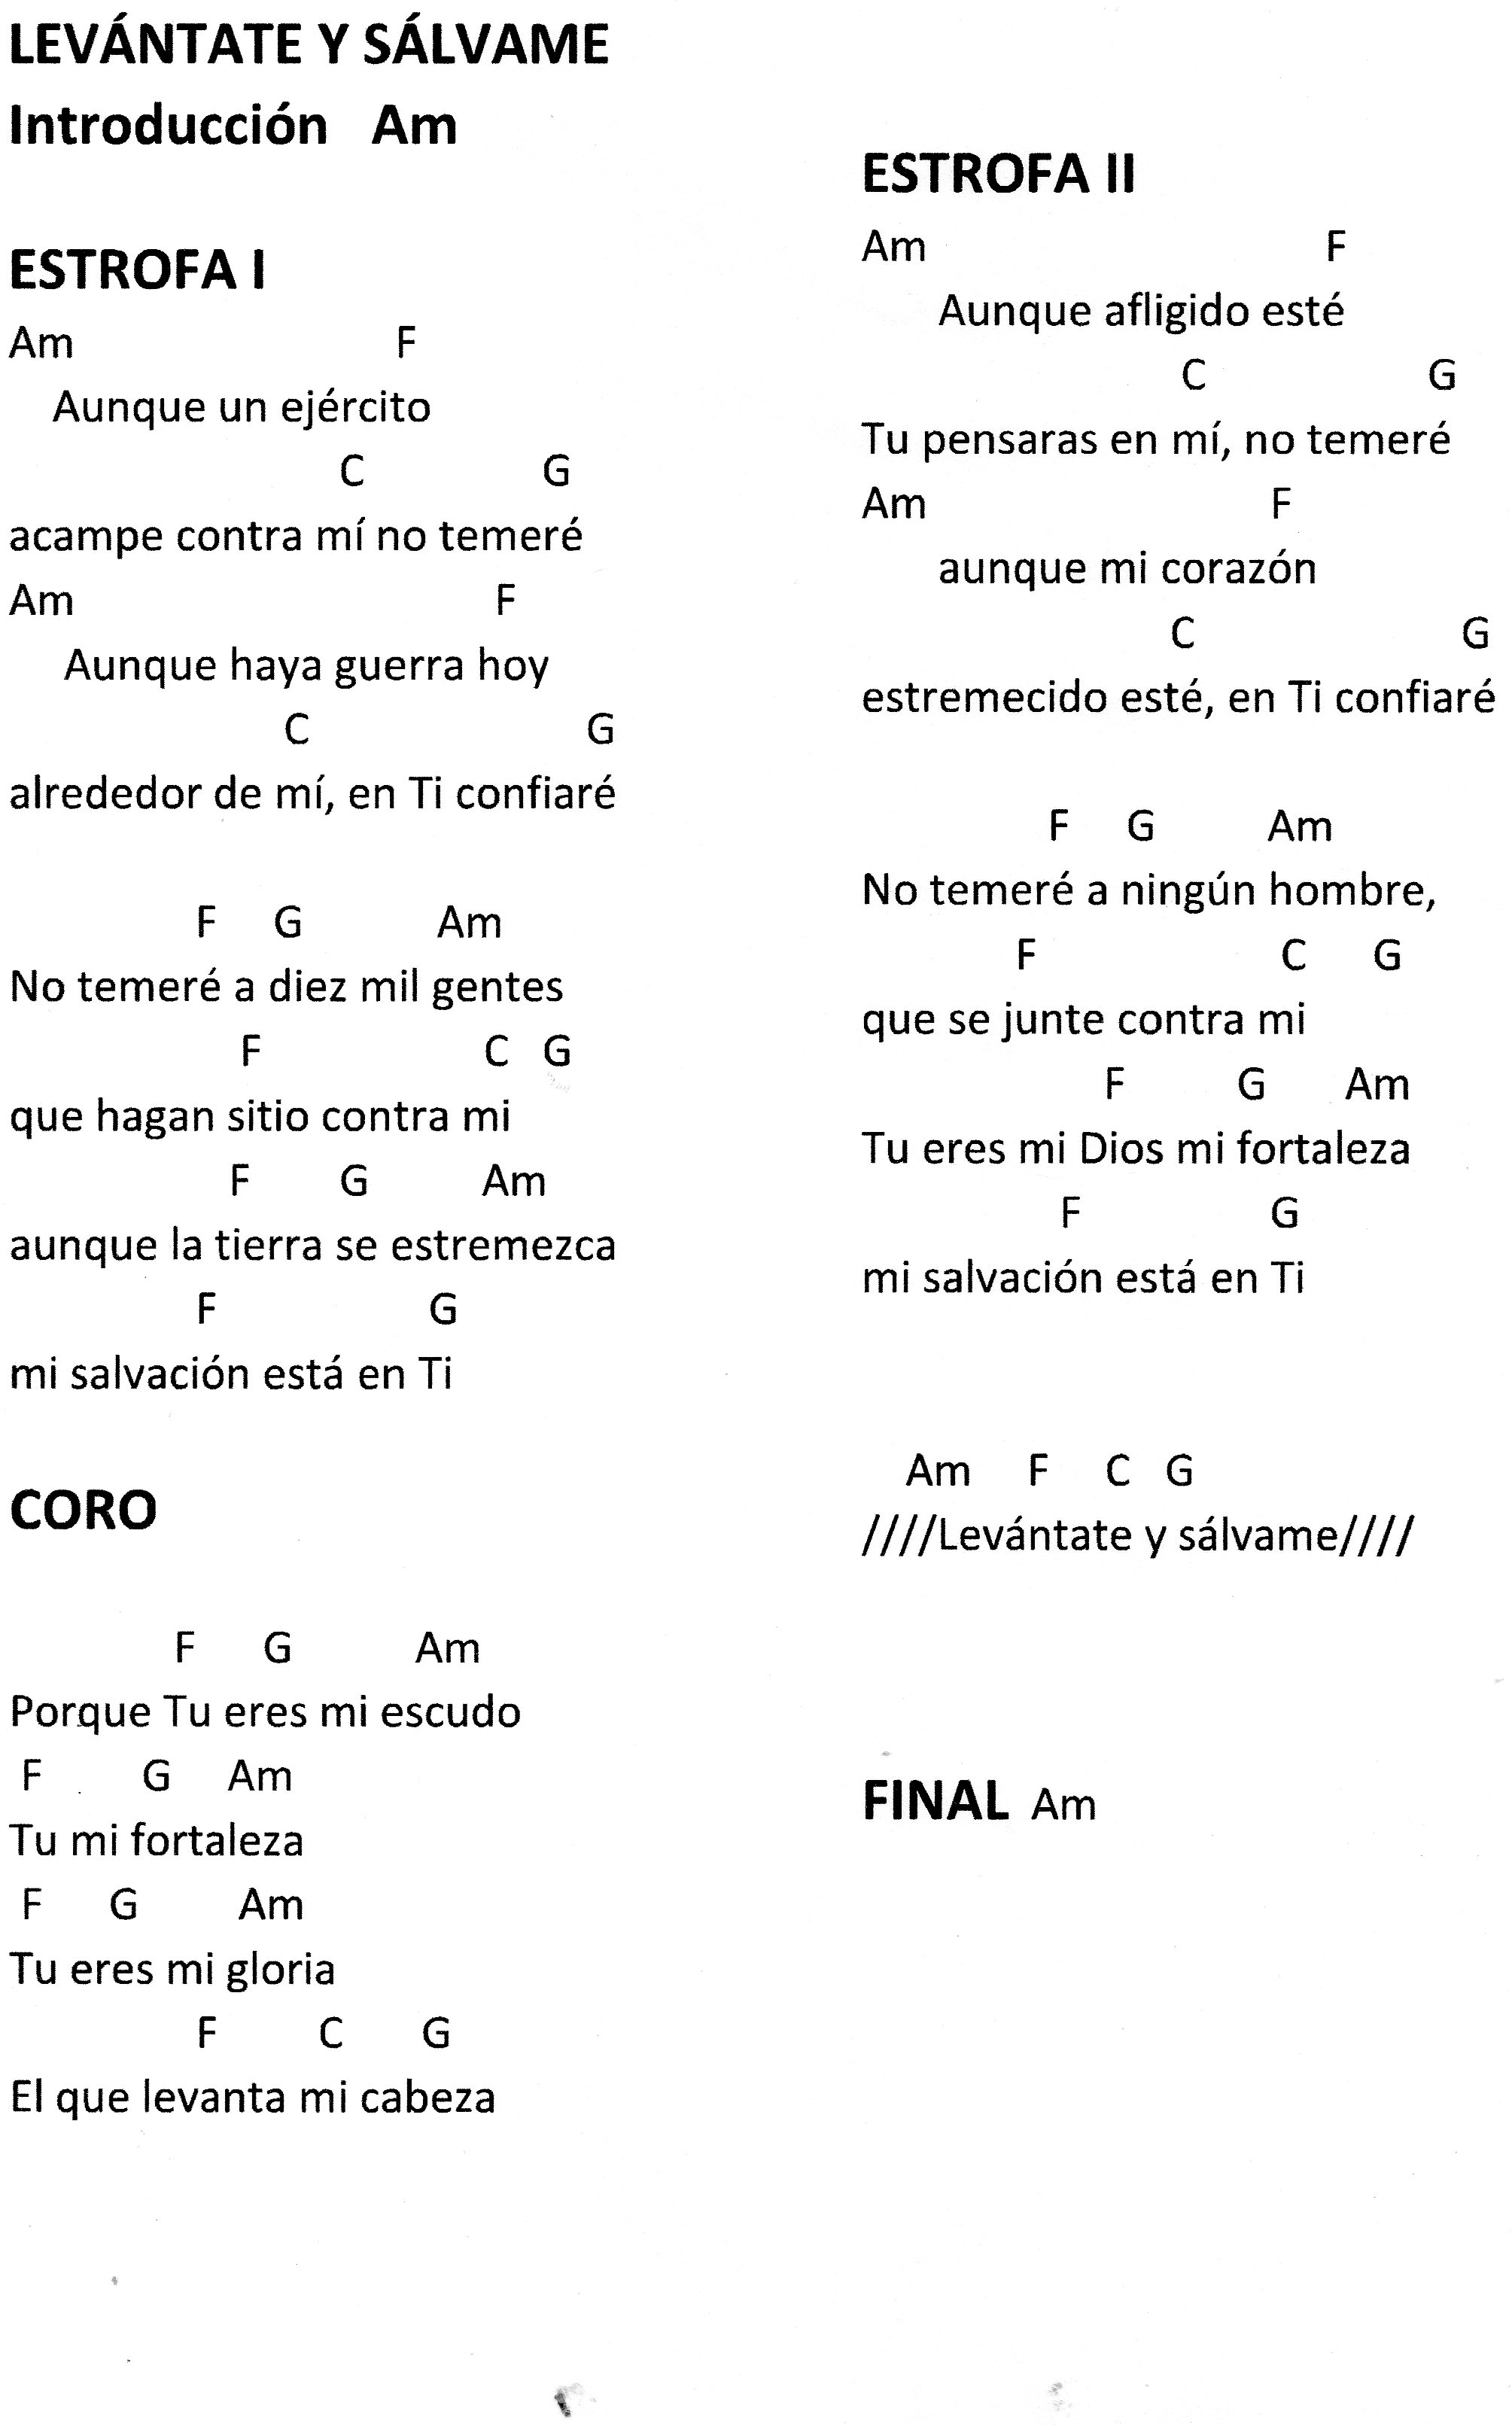 LEVÁNTATE Y SÁLVAME
Introducción Am
ESTROFA I
Am F
Aunque un ejército
C G
acampe contra mí no temeré
Am F
Aunque haya guerra hoy
C G
alrededor de mí, en Ti confiaré
F G Am
No temeré a diez mil gentes
F C G
que hagan sitio contra mi
F G Am
aunque la tierra se estremezca
F G
mi salvación está en Ti
CORO
F G Am
Porque Tu eres mi escudo
F G Am
Tu mi fortaleza
F G Am
Tu eres mi gloria
F C G
El que levanta mi cabeza
ESTROFA II
Am F
Aunque afligido esté
C G
Tu pensaras en mí, no temeré
Am F
aunque mi corazón
C G
estremecido esté, en Ti confiaré
F G Am
No temeré a ningún hombre,
F C G
que se junte contra mi
F G Am
Tu eres mi Dios mi fortaleza
F G
mi salvación está en Ti
Am F C G
////Levántate y sálvame////
FINAL Am